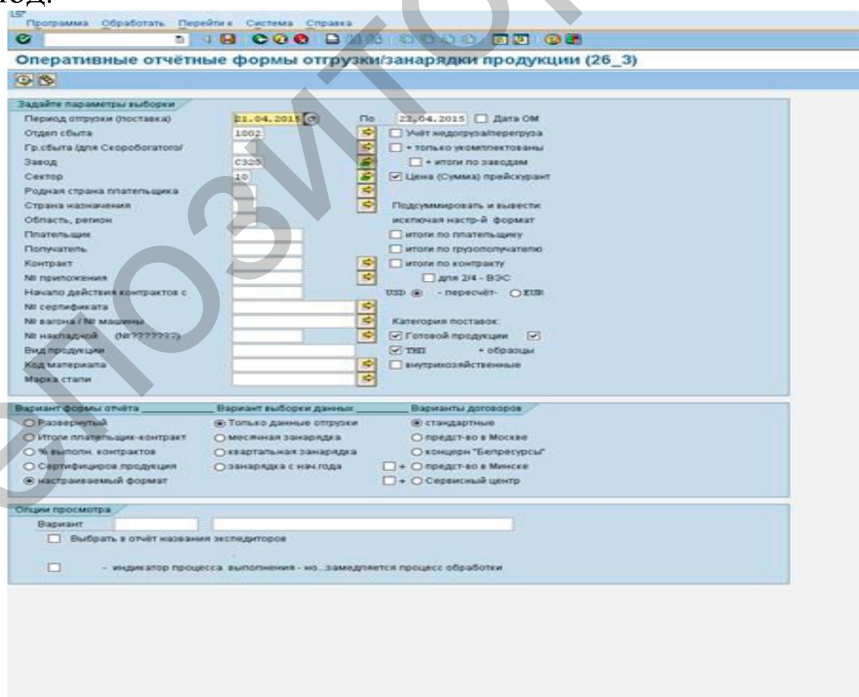 од.
Программа Обработать Перейти к Система Справка
Оперативные отчётные формы отгрузки/занарядки продукции (26_3)
Задайте параметры выборки
Период отгрузки (поставка) 21.04.2015 По 23.04.2015 Дата ОМ
Отдел сбыта 1002 Учёт недогруза/перегруза
Гр.сбыта /для Скоробогатого/ + только укомплектованы
Завод С320 + итоги по заводам
Сектор 10 Цена (Сумма) прейскурант
Родная страна плательщика
Страна назначения Подсуммировать и вывести:
Область, регион исключая настр-й формат
Плательщик итоги по плательщику
Получатель итоги по грузополучателю
Контракт итоги по контракту
№ приложения для 2/4 - ВЭС
Начало действия контрактов с USD - пересчёт- EUR
№ сертификата
№ вагона / № машины Категория поставок:
№ накладной (№???????) Готовой продукции
Вид продукции ТНП + образцы
Код материала внутрихозяйственные
Марка стали
Вариант формы отчёта Вариант выборки данных Варианты договоров
Развернутый Только данные отгрузки стандартные
Итоги плательщик-контракт месячная занарядка предст-во в Москве
% выполн. контрактов квартальная занарядка концерн "Белресурсы"
Сертифициров.продукция занарядка с нач.года + предст-во в Минске
настраиваемый формат + Сервисный центр
Опции просмотра
Вариант
Выбрать в отчёт названия экспедиторов
- индикатор процесса выполнения - но..замедляется процесс обработки